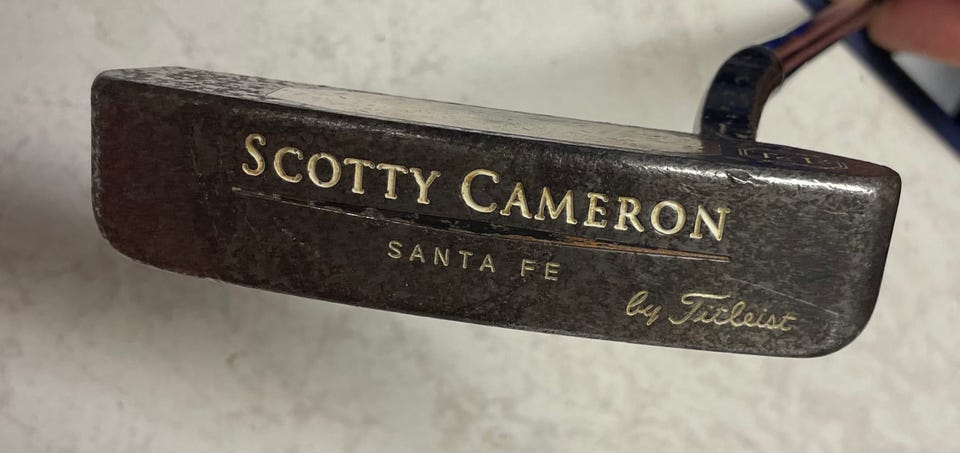 SCOTTY CAMERON
SANTA FE
by Titleist